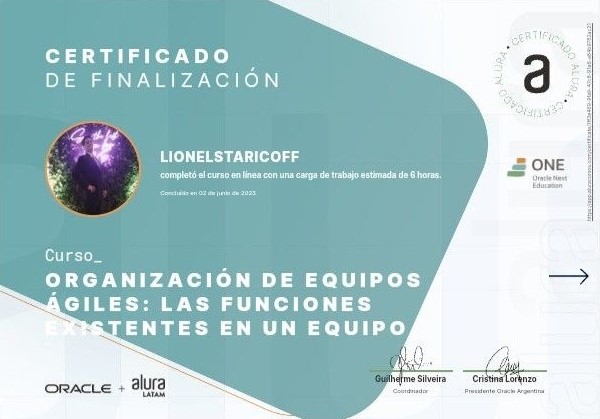 CERTIFICADO
DE FINALIZACIÓN
CERTIFICADO ALURA • CERTIFICADO ALURA •
a
LIONELSTARICOFF
completó el curso en línea con una carga de trabajo estimada de 6 horas.
Concluido en 02 de junio de 2023
ONE
Oracle Next
Education
Curso_
ORGANIZACIÓN DE EQUIPOS
ÁGILES: LAS FUNCIONES
EXISTENTES EN UN EQUIPO
ORACLE + alura
LATAM
Guilherme Silveira
Coordinador
Cristina Lorenzo
Presidente Oracle Argentina